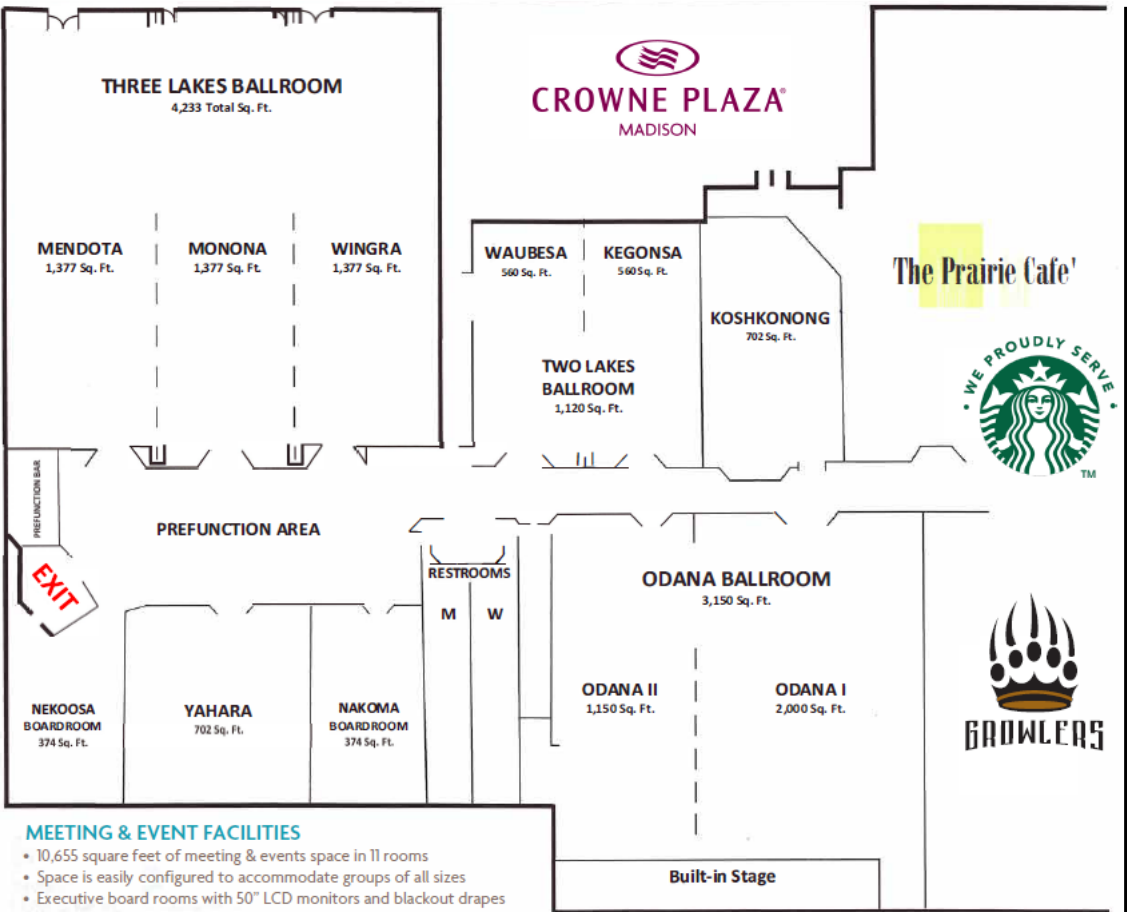 THREE LAKES BALLROOM
4,233 Total Sq. Ft.
CROWNE PLAZA®
MADISON
MENDOTA
1,377 Sq. Ft.
MONONA
1,377 Sq. Ft.
WINGRA
1,377 Sq. Ft.
WAUBESA
560 Sq. Ft.
KEGONSA
560 Sq. Ft.
The Prairie Cafe'
KOSHKONONG
702 Sq. Ft.
TWO LAKES
BALLROOM
1,120 Sq. Ft.
• WE PROUDLY SERVE •
TM
PREFUNCTION BAR
PREFUNCTION AREA
EXIT
RESTROOMS
M
W
ODANA BALLROOM
3,150 Sq. Ft.
ODANA II
1,150 Sq. Ft.
ODANA I
2,000 Sq. Ft.
NEKOOSA
BOARDROOM
374 Sq. Ft.
YAHARA
702 Sq. Ft.
NAKOMA
BOARDROOM
374 Sq. Ft.
GROWLERS
MEETING & EVENT FACILITIES
• 10,655 square feet of meeting & events space in 11 rooms
• Space is easily configured to accommodate groups of all sizes
• Executive board rooms with 50" LCD monitors and blackout drapes
Built-in Stage